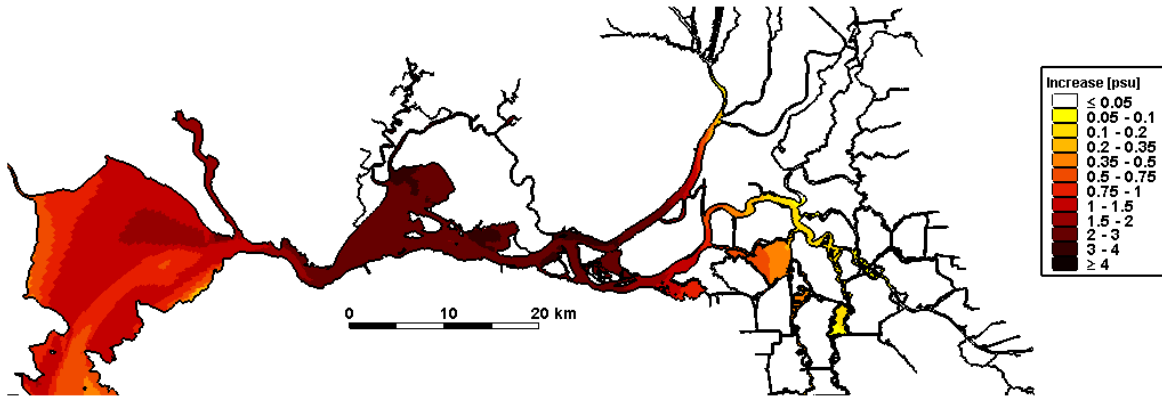 Increase [psu]
≤ 0.05
0.05 - 0.1
0.1 - 0.2
0.2 - 0.35
0.35 - 0.5
0.5 - 0.75
0.75 - 1
1 - 1.5
1.5 - 2
2 - 3
3 - 4
≥ 4
0 10 20 km